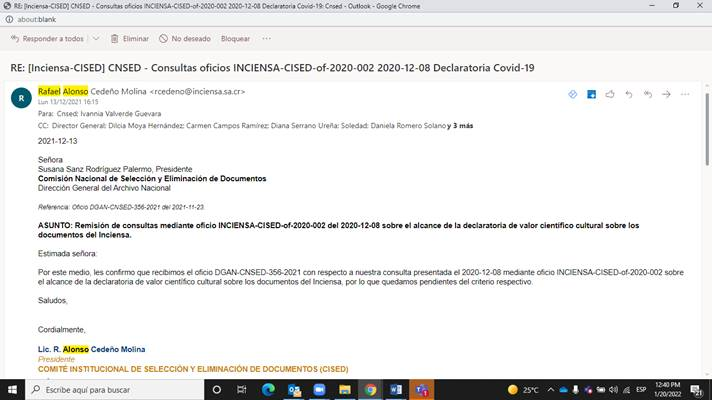 RE: [Inciensa-CISED] CNSED - Consultas oficios INCIENSA-CISED-of-2020-002 2020-12-08 Declaratoria Covid-19: Cnsed - Outlook - Google Chrome
about:blank
Responder a todos Eliminar No deseado Bloquear ...
RE: [Inciensa-CISED] CNSED - Consultas oficios INCIENSA-CISED-of-2020-002 2020-12-08 Declaratoria Covid-19
R
Rafael Alonso Cedeño Molina <rcedeno@inciensa.sa.cr>
Lun 13/12/2021 16:15
Para: Cnsed; Ivannia Valverde Guevara
CC: Director General; Dilcia Moya Hernández; Carmen Campos Ramírez; Diana Serrano Ureña; Soledad; Daniela Romero Solano y 3 más
2021-12-13
Señora
Susana Sanz Rodríguez Palermo, Presidente
Comisión Nacional de Selección y Eliminación de Documentos
Dirección General del Archivo Nacional
Referencia: Oficio DGAN-CNSED-356-2021 del 2021-11-23.
ASUNTO: Remisión de consultas mediante oficio INCIENSA-CISED-of-2020-002 del 2020-12-08 sobre el alcance de la declaratoria de valor científico cultural sobre los
documentos del Inciensa.
Estimada señora:
Por este medio, les confirmo que recibimos el oficio DGAN-CNSED-356-2021 con respecto a nuestra consulta presentada el 2020-12-08 mediante oficio INCIENSA-CISED-of-2020-002 sobre
el alcance de la declaratoria de valor científico cultural sobre los documentos del Inciensa, por lo que quedamos pendientes del criterio respectivo.
Saludos,
Cordialmente,
Lic. R. Alonso Cedeño Molina
Presidente
COMITÉ INSTITUCIONAL DE SELECCIÓN Y ELIMINACIÓN DE DOCUMENTOS (CISED)
Escribe aquí para buscar
25°C
ESP
12:40 PM
1/20/2022
21